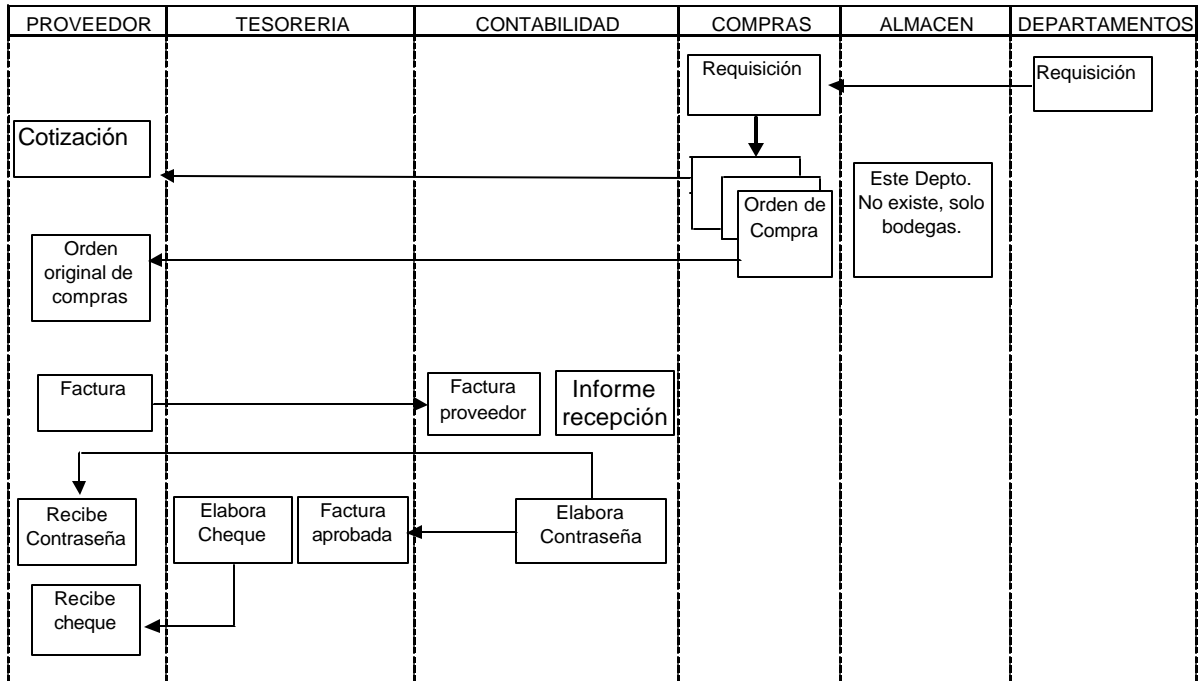 PROVEEDOR TESORERIA CONTABILIDAD COMPRAS ALMACEN DEPARTAMENTOS
Requisición
Requisición
Cotización
Este Depto.
No existe, solo
bodegas.
Orden de
Compra
Orden
original de
compras
Factura
Factura
proveedor
Informe
recepción
Recibe
Contraseña
Elabora
Cheque
Factura
aprobada
Elabora
Contraseña
Recibe
cheque